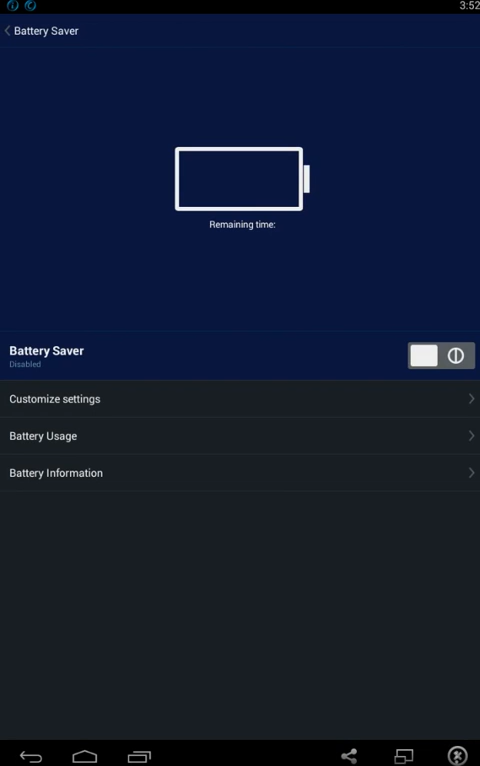 3:52
Battery Saver
Remaining time:
Battery Saver
Disabled
Customize settings
Battery Usage
Battery Information